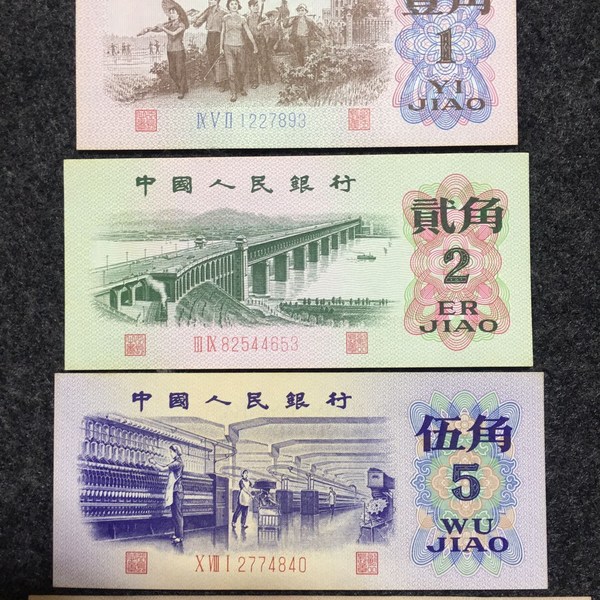 壹角
1
YI
JIAO
IX V II 1227893
中國人民銀行
貳角
2
ER
JIAO
III IX 82544653
中國人民銀行
伍角
5
WU
JIAO
X VIII I 2774840